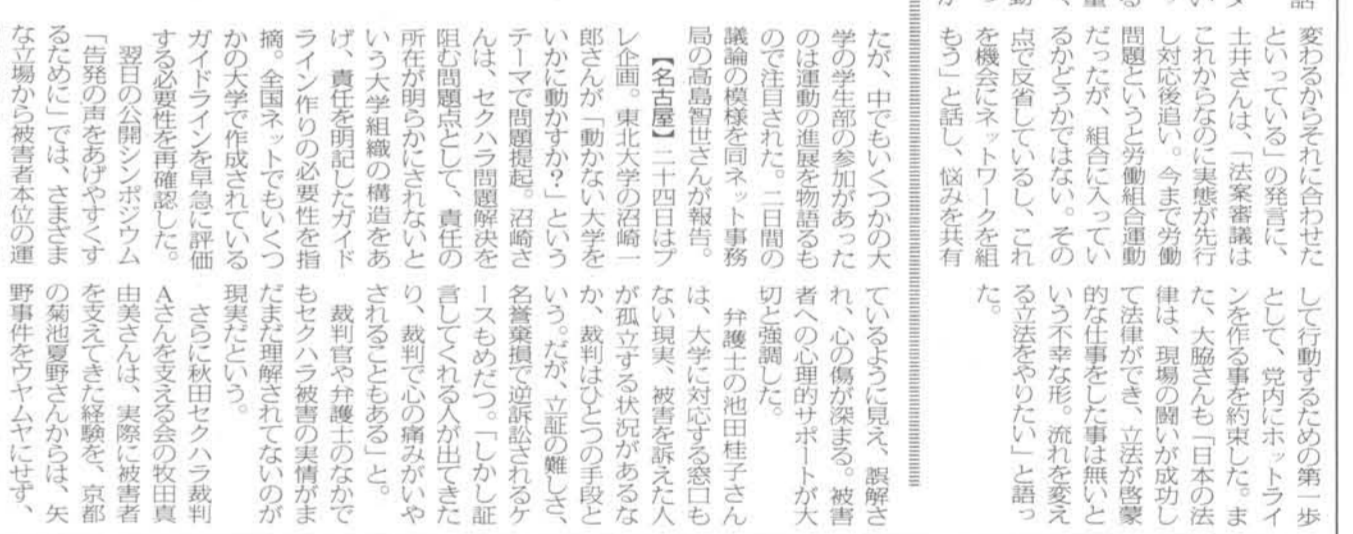 変わるからそれに合わせた
といっている」の発言に、
土井さんは、「法案審議は
これからなのに実態が先行
し対応後追い。今まで労働
問題というと労働組合運動
だったが、組合に入ってい
るかどうかではない。その
点で反省しているし、これ
を機会にネットワークを組
もう」と話し、悩みを共有
して行動するための第一歩
として、党内にホットライ
ンを作る事を約束した。ま
た、大脇さんも「日本の法
律は、現場の闘いが成功し
て法律ができ、立法が啓蒙
的な仕事をした事は無いと
いう不幸な形。流れを変え
る立法をやりたい」と語っ
た。
たが、中でもいくつかの大
学の学生部の参加があった
のは運動の進展を物語るも
ので注目された。二日間の
議論の模様を同ネット事務
局の高島智世さんが報告。
【名古屋】二十四日はプ
レ企画。東北大学の沼崎一
郎さんが「動かない大学を
いかに動かすか?」という
テーマで問題提起。沼崎さ
んは、セクハラ問題解決を
阻む問題点として、責任の
所在が明らかにされないと
いう大学組織の構造をあ
げ、責任を明記したガイド
ライン作りの必要性を指
摘。全国ネットでもいくつ
かの大学で作成されている
ガイドラインを早急に評価
する必要性を再確認した。
翌日の公開シンポジウム
「告発の声をあげやすくす
るために」では、さまざま
な立場から被害者本位の運
ているように見え、誤解さ
れ、心の傷が深まる。被害
者への心理的サポートが大
切と強調した。
弁護士の池田桂子さん
は、大学に対応する窓口も
ない現実、被害を訴えた人
が孤立する状況があるな
か、裁判はひとつの手段と
いう。だが、立証の難しさ、
名誉棄損で逆訴訟されるケ
ースもめだつ。「しかし証
言してくれる人が出てきた
り、裁判で心の痛みがいや
されることもある」と。
裁判官や弁護士のなかで
もセクハラ被害の実情がま
だまだ理解されてないのが
現実だという。
さらに秋田セクハラ裁判
Aさんを支える会の牧田真
由美さんは、実際に被害者
を支えてきた経験を、京都
の菊池夏野さんからは、矢
野事件をウヤムヤにせず、